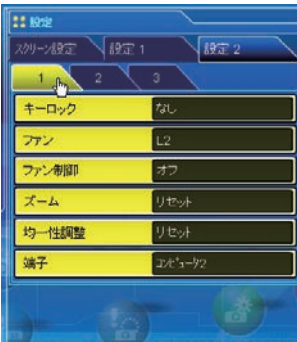 設定
スクリーン設定 設定 1 設定 2
1 2 3
キーロック なし
ファン L2
ファン制御 オフ
ズーム リセット
均一性調整 リセット
端子 コンピュータ2